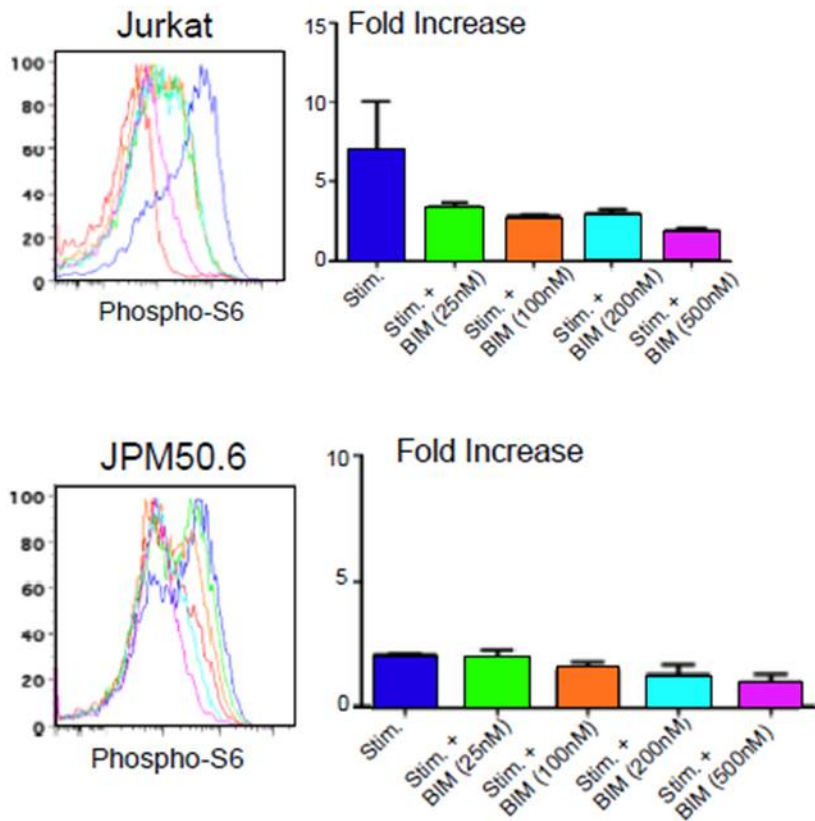 Jurkat
Fold Increase
100
80
60
40
20
0
Phospho-S6
15
10
5
0
Stim.
Stim. +
BIM (25nM)
Stim. +
BIM (100nM)
Stim. +
BIM (200nM)
Stim. +
BIM (500nM)
JPM50.6
Fold Increase
100
80
60
40
20
0
Phospho-S6
10
5
0
Stim.
Stim. +
BIM (25nM)
Stim. +
BIM (100nM)
Stim. +
BIM (200nM)
Stim. +
BIM (500nM)